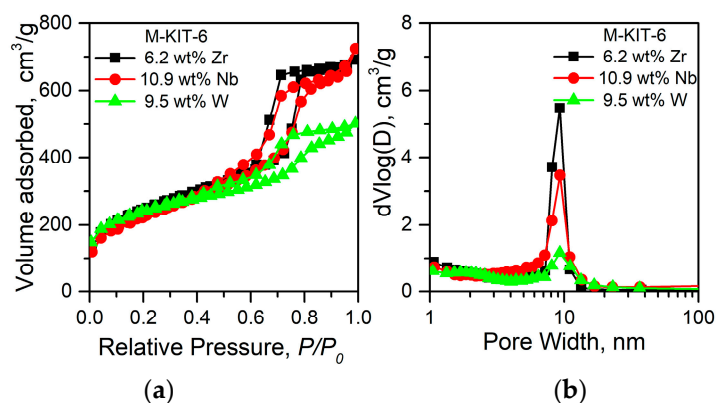 M-KIT-6
6.2 wt% Zr
10.9 wt% Nb
9.5 wt% W
Volume adsorbed, cm³/g
800
600
400
200
0
0.0 0.2 0.4 0.6 0.8 1.0
Relative Pressure, P/P₀
(a)
M-KIT-6
6.2 wt% Zr
10.9 wt% Nb
9.5 wt% W
dVlog(D), cm³/g
8
6
4
2
0
1 10 100
Pore Width, nm
(b)